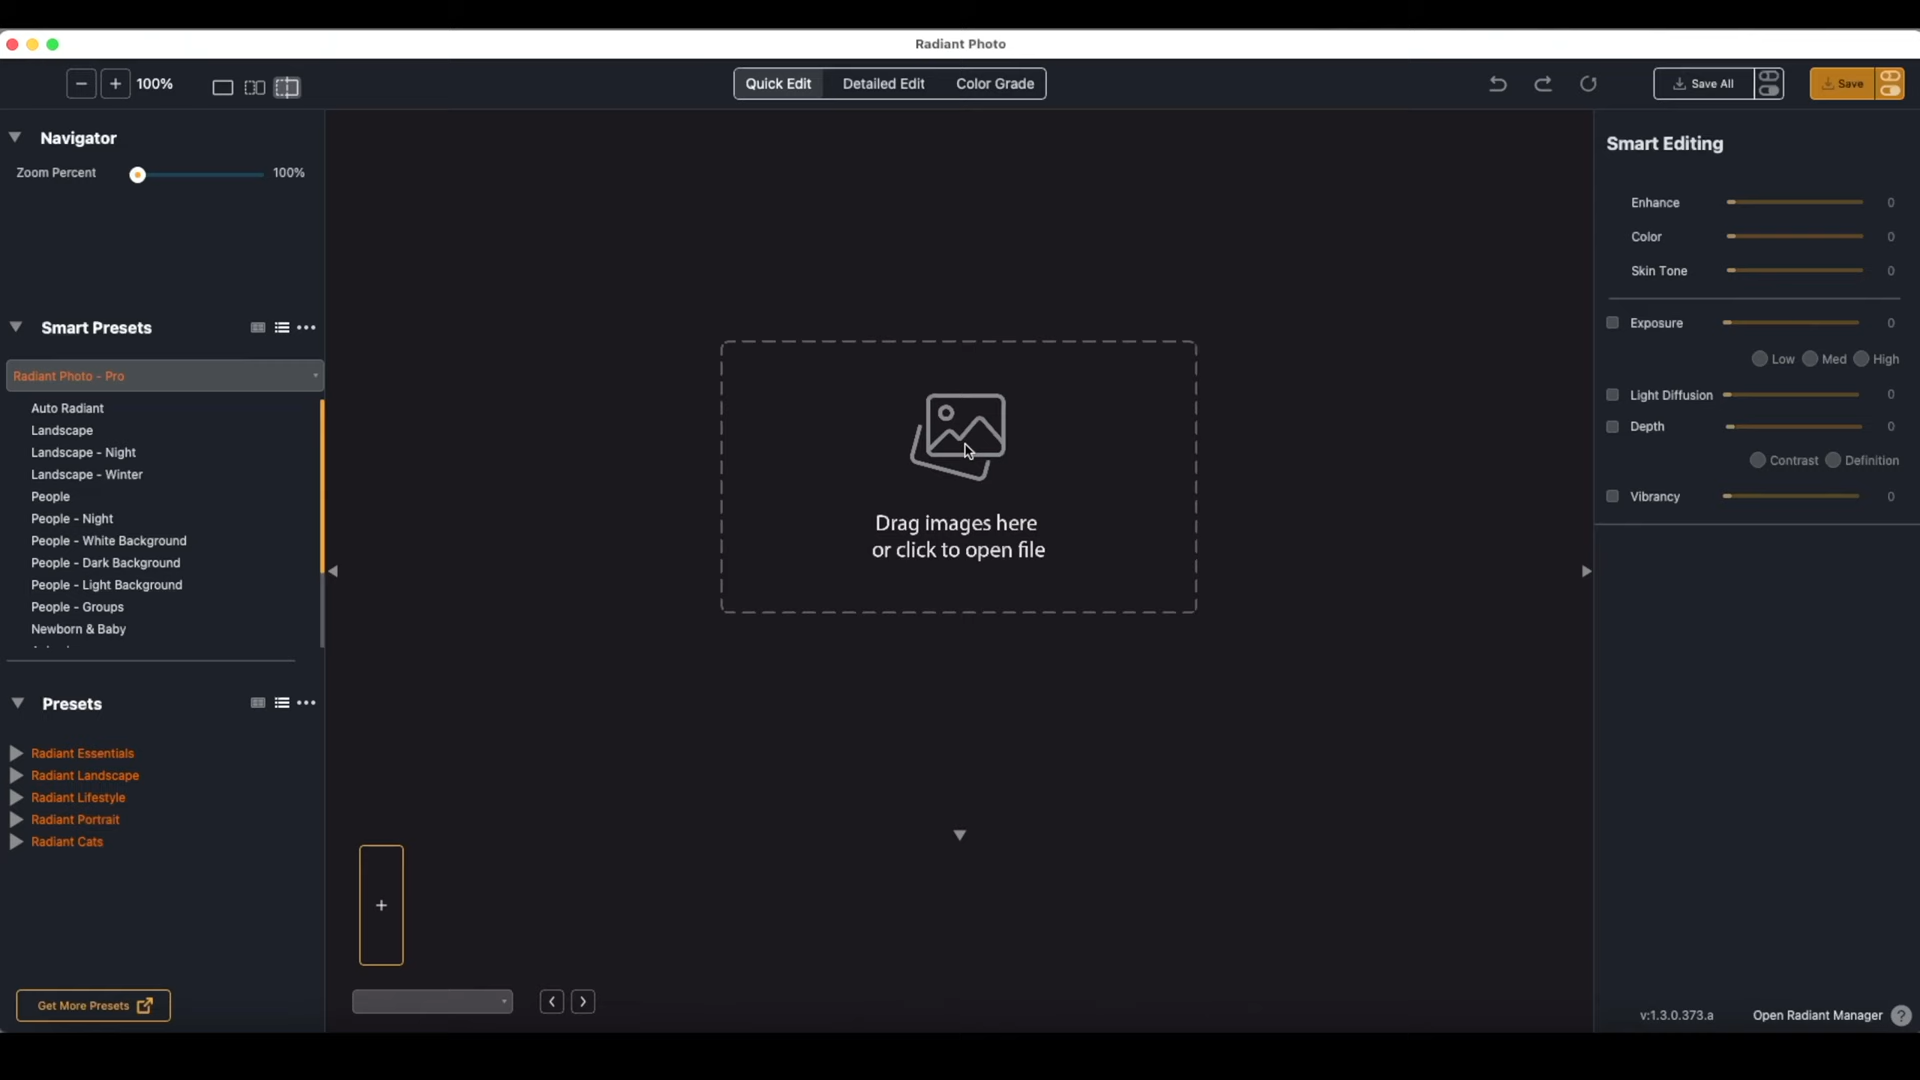 Radiant Photo
100%
Quick Edit
Detailed Edit
Color Grade
Save All
Save
Navigator
Zoom Percent
100%
Smart Presets
Radiant Photo - Pro
Auto Radiant
Landscape
Landscape - Night
Landscape - Winter
People
People - Night
People - White Background
People - Dark Background
People - Light Background
People - Groups
Newborn & Baby
Presets
Radiant Essentials
Radiant Landscape
Radiant Lifestyle
Radiant Portrait
Radiant Cats
Get More Presets
Drag images here
or click to open file
+
Smart Editing
Enhance 0
Color 0
Skin Tone 0
Exposure 0
Low Med High
Light Diffusion 0
Depth 0
Contrast Definition
Vibrancy 0
v:1.3.0.373.a
Open Radiant Manager ?